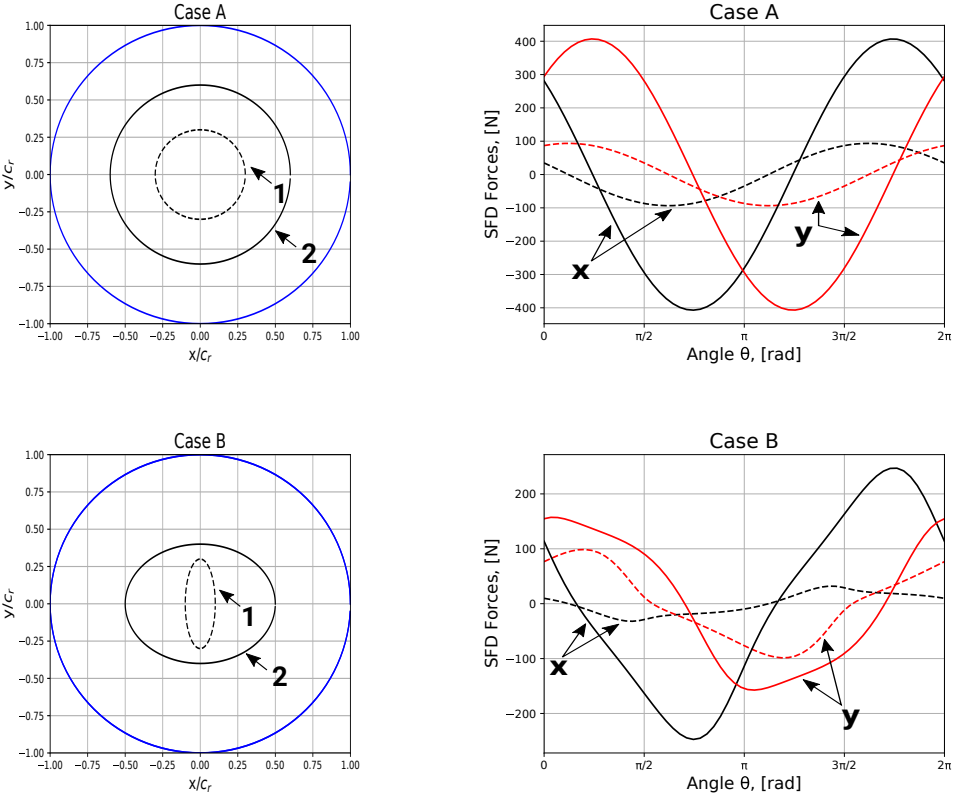 Case A
1.00
0.75
0.50
0.25
0.00
−0.25
−0.50
−0.75
−1.00
y/c_r
−1.00 −0.75 −0.50 −0.25 0.00 0.25 0.50 0.75 1.00
x/c_r
1
2
Case A
400
300
200
100
0
−100
−200
−300
−400
SFD Forces, [N]
0 π/2 π 3π/2 2π
Angle θ, [rad]
x
y
Case B
1.00
0.75
0.50
0.25
0.00
−0.25
−0.50
−0.75
−1.00
y/c_r
−1.00 −0.75 −0.50 −0.25 0.00 0.25 0.50 0.75 1.00
x/c_r
1
2
Case B
200
100
0
−100
−200
SFD Forces, [N]
0 π/2 π 3π/2 2π
Angle θ, [rad]
x
y